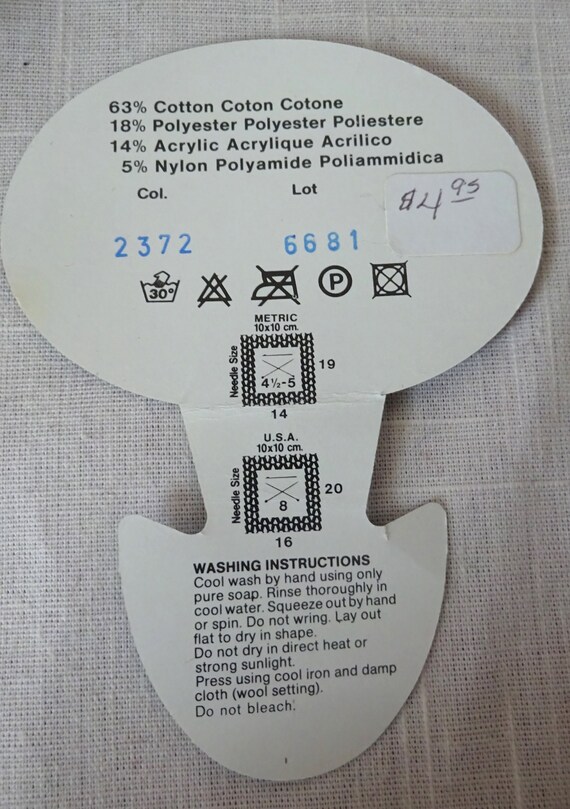 63% Cotton Coton Cotone
18% Polyester Polyester Poliestere
14% Acrylic Acrylique Acrilico
5% Nylon Polyamide Poliammidica
Col. Lot
$4.95
2372 6681
30° P
METRIC
10x10 cm.
Needle Size
4½-5
19
14
U.S.A.
10x10 cm.
Needle Size
8
20
16
WASHING INSTRUCTIONS
Cool wash by hand using only
pure soap. Rinse thoroughly in
cool water. Squeeze out by hand
or spin. Do not wring. Lay out
flat to dry in shape.
Do not dry in direct heat or
strong sunlight.
Press using cool iron and damp
cloth (wool setting).
Do not bleach.